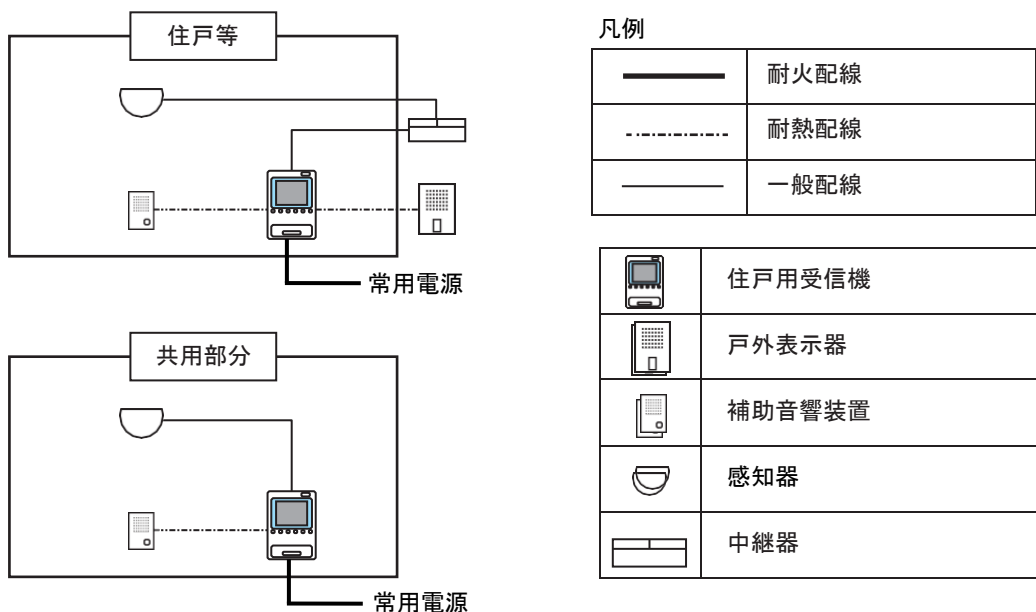 住戸等
常用電源
共用部分
常用電源
凡例
耐火配線
耐熱配線
一般配線
住戸用受信機
戸外表示器
補助音響装置
感知器
中継器